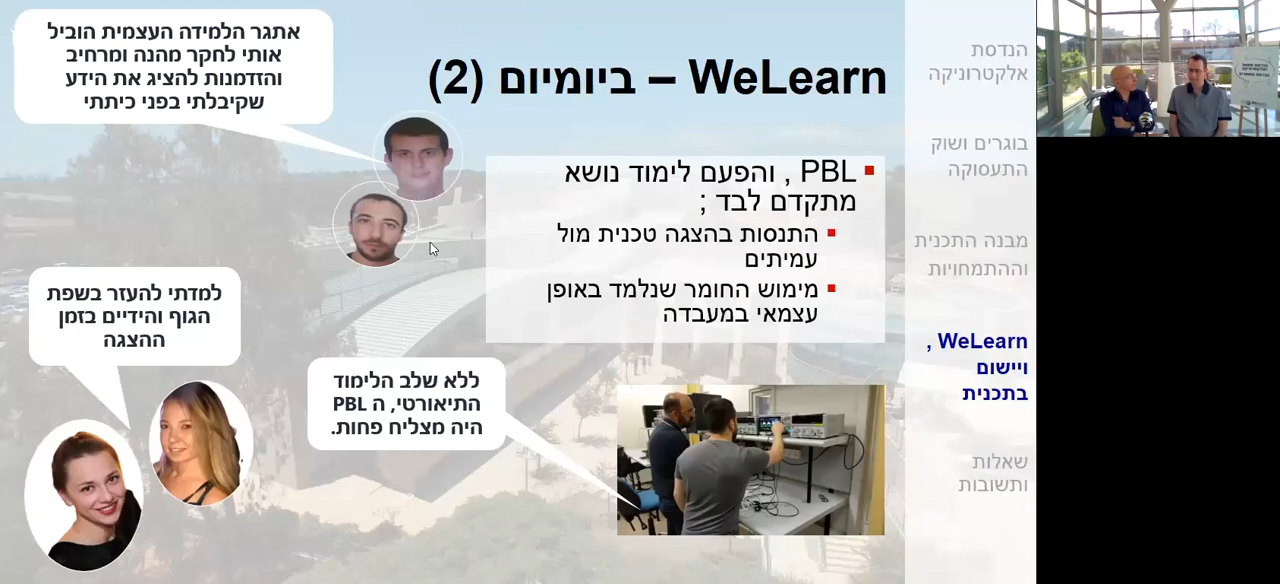 WeLearn – ביומיום (2)
אתגר הלמידה העצמית הוביל
אותי לחקר מהנה ומרחיב
והזדמנות להציג את הידע
שקיבלתי בפני כיתתי
PBL , והפעם לימוד נושא
מתקדם לבד ;
התנסות בהצגה טכנית מול
עמיתים
מימוש החומר שנלמד באופן
עצמאי במעבדה
למדתי להעזר בשפת
הגוף והידיים בזמן
ההצגה
ללא שלב הלימוד
התיאורטי, ה PBL
היה מצליח פחות.
הנדסת
אלקטרוניקה
בוגרים ושוק
התעסוקה
מבנה התכנית
וההתמחויות
WeLearn ,
ויישום
בתכנית
שאלות
ותשובות